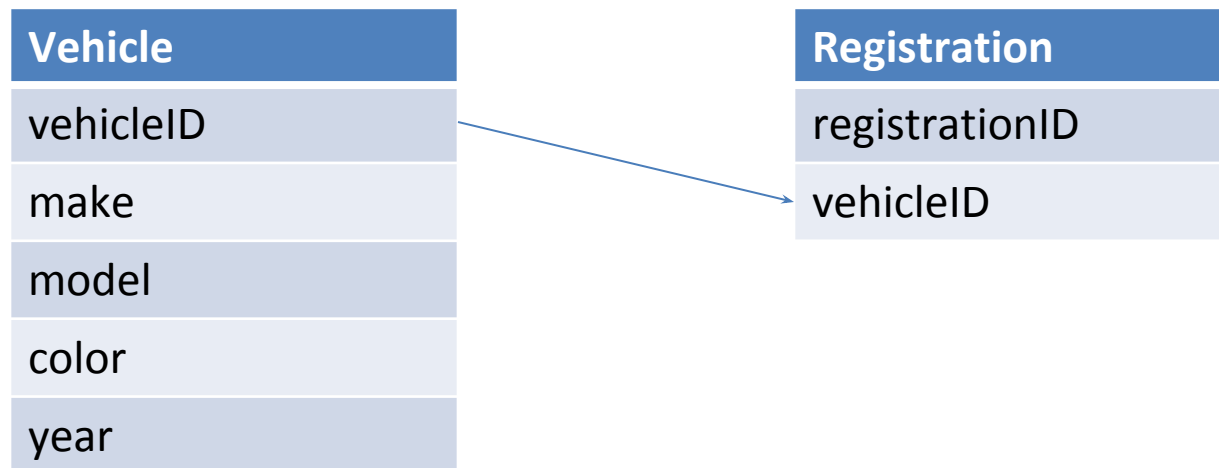 Vehicle
vehicleID
make
model
color
year
Registration
registrationID
vehicleID